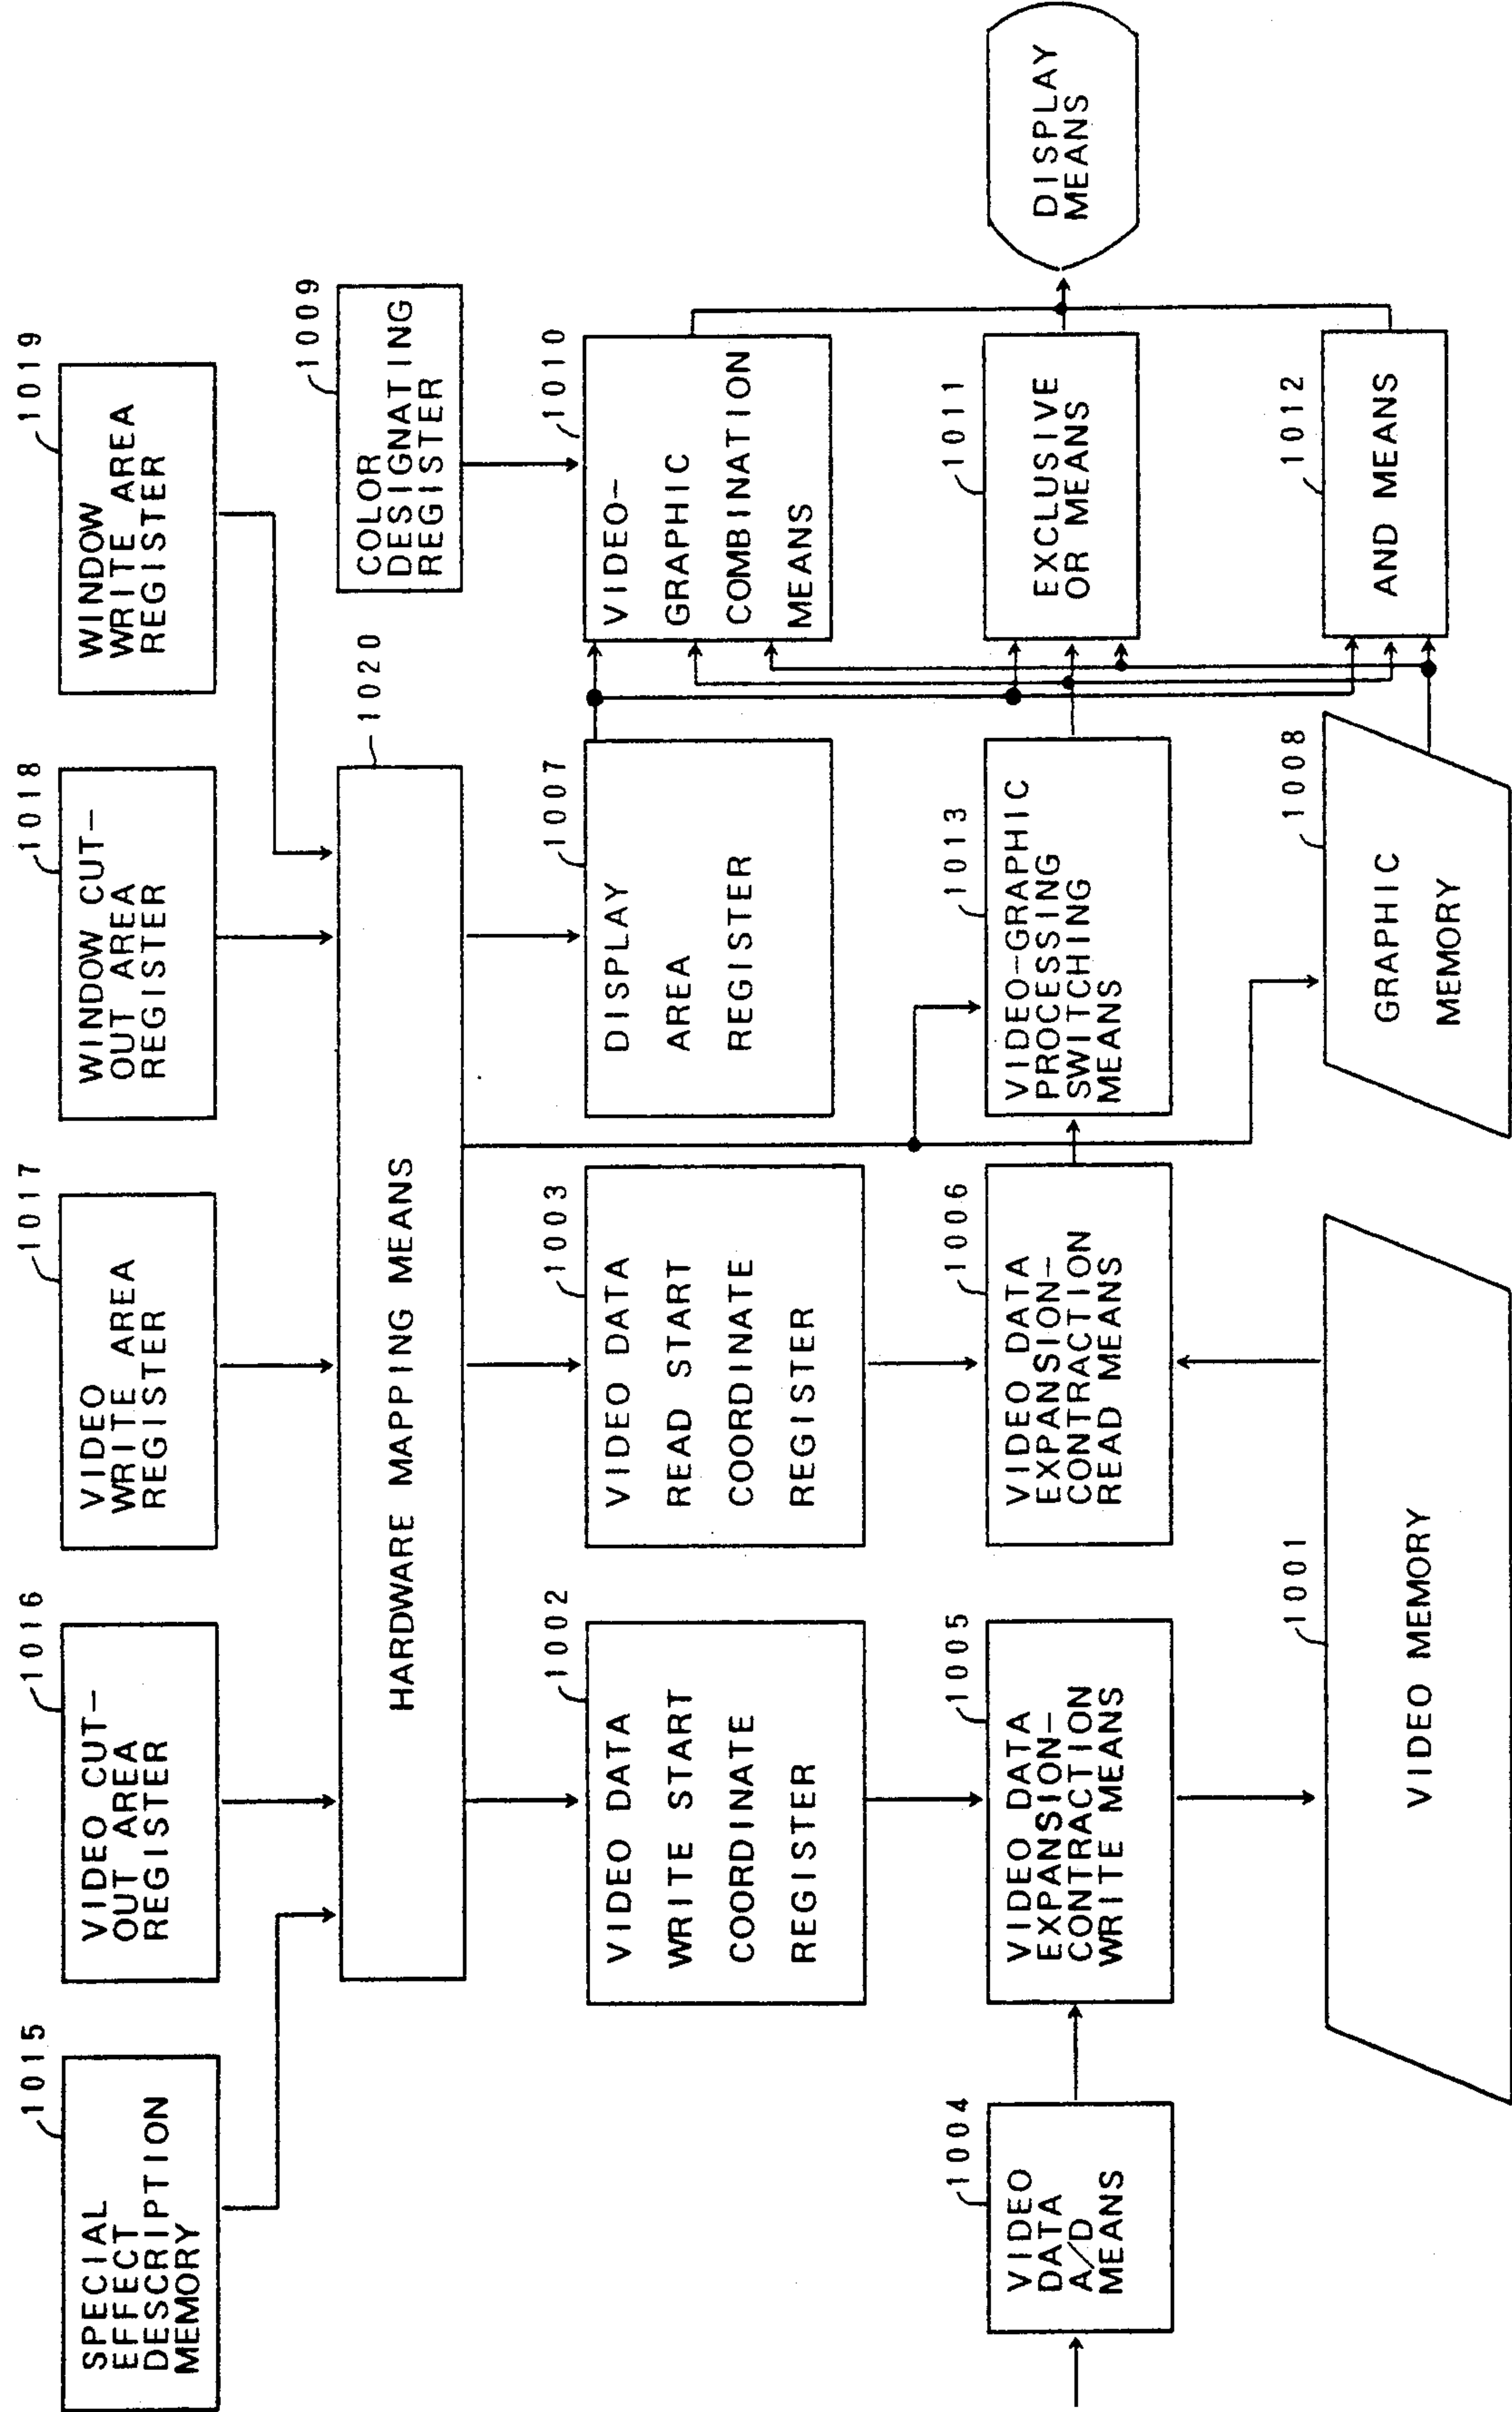 1015
SPECIAL
EFFECT
DESCRIPTION
MEMORY
1016
VIDEO CUT-
OUT AREA
REGISTER
1017
VIDEO
WRITE AREA
REGISTER
1018
WINDOW CUT-
OUT AREA
REGISTER
1019
WINDOW
WRITE AREA
REGISTER
HARDWARE MAPPING MEANS
1020
1009
COLOR
DESIGNATING
REGISTER
1002
VIDEO DATA
WRITE START
COORDINATE
REGISTER
1003
VIDEO DATA
READ START
COORDINATE
REGISTER
1007
DISPLAY
AREA
REGISTER
1010
VIDEO-
GRAPHIC
COMBINATION
MEANS
1004
VIDEO
DATA
A/D
MEANS
1005
VIDEO DATA
EXPANSION-
CONTRACTION
WRITE MEANS
1006
VIDEO DATA
EXPANSION-
CONTRACTION
READ MEANS
1013
VIDEO-GRAPHIC
PROCESSING
SWITCHING
MEANS
1011
EXCLUSIVE
OR MEANS
DISPLAY
MEANS
1001
VIDEO MEMORY
1008
GRAPHIC
MEMORY
1012
AND MEANS